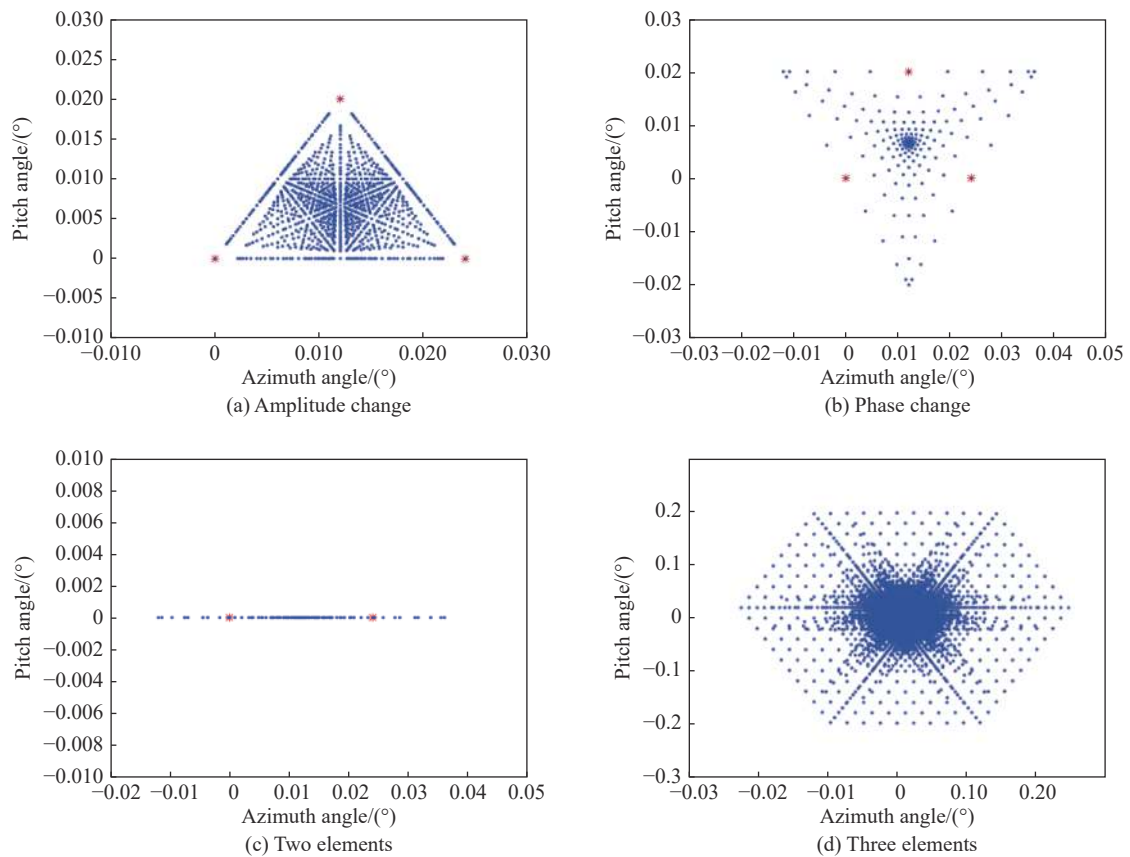 0.030
0.025
0.020
0.015
0.010
0.005
0
−0.005
−0.010
−0.010 0 0.010 0.020 0.030
Pitch angle/(°)
Azimuth angle/(°)
(a) Amplitude change
0.03
0.02
0.01
0
−0.01
−0.02
−0.03
−0.03 −0.02 −0.01 0 0.01 0.02 0.03 0.04 0.05
Pitch angle/(°)
Azimuth angle/(°)
(b) Phase change
0.010
0.008
0.006
0.004
0.002
0
−0.002
−0.004
−0.006
−0.008
−0.010
−0.02 −0.01 0 0.01 0.02 0.03 0.04 0.05
Pitch angle/(°)
Azimuth angle/(°)
(c) Two elements
0.2
0.1
0
−0.1
−0.2
−0.3
−0.03 −0.02 −0.01 0 0.10 0.20
Pitch angle/(°)
Azimuth angle/(°)
(d) Three elements